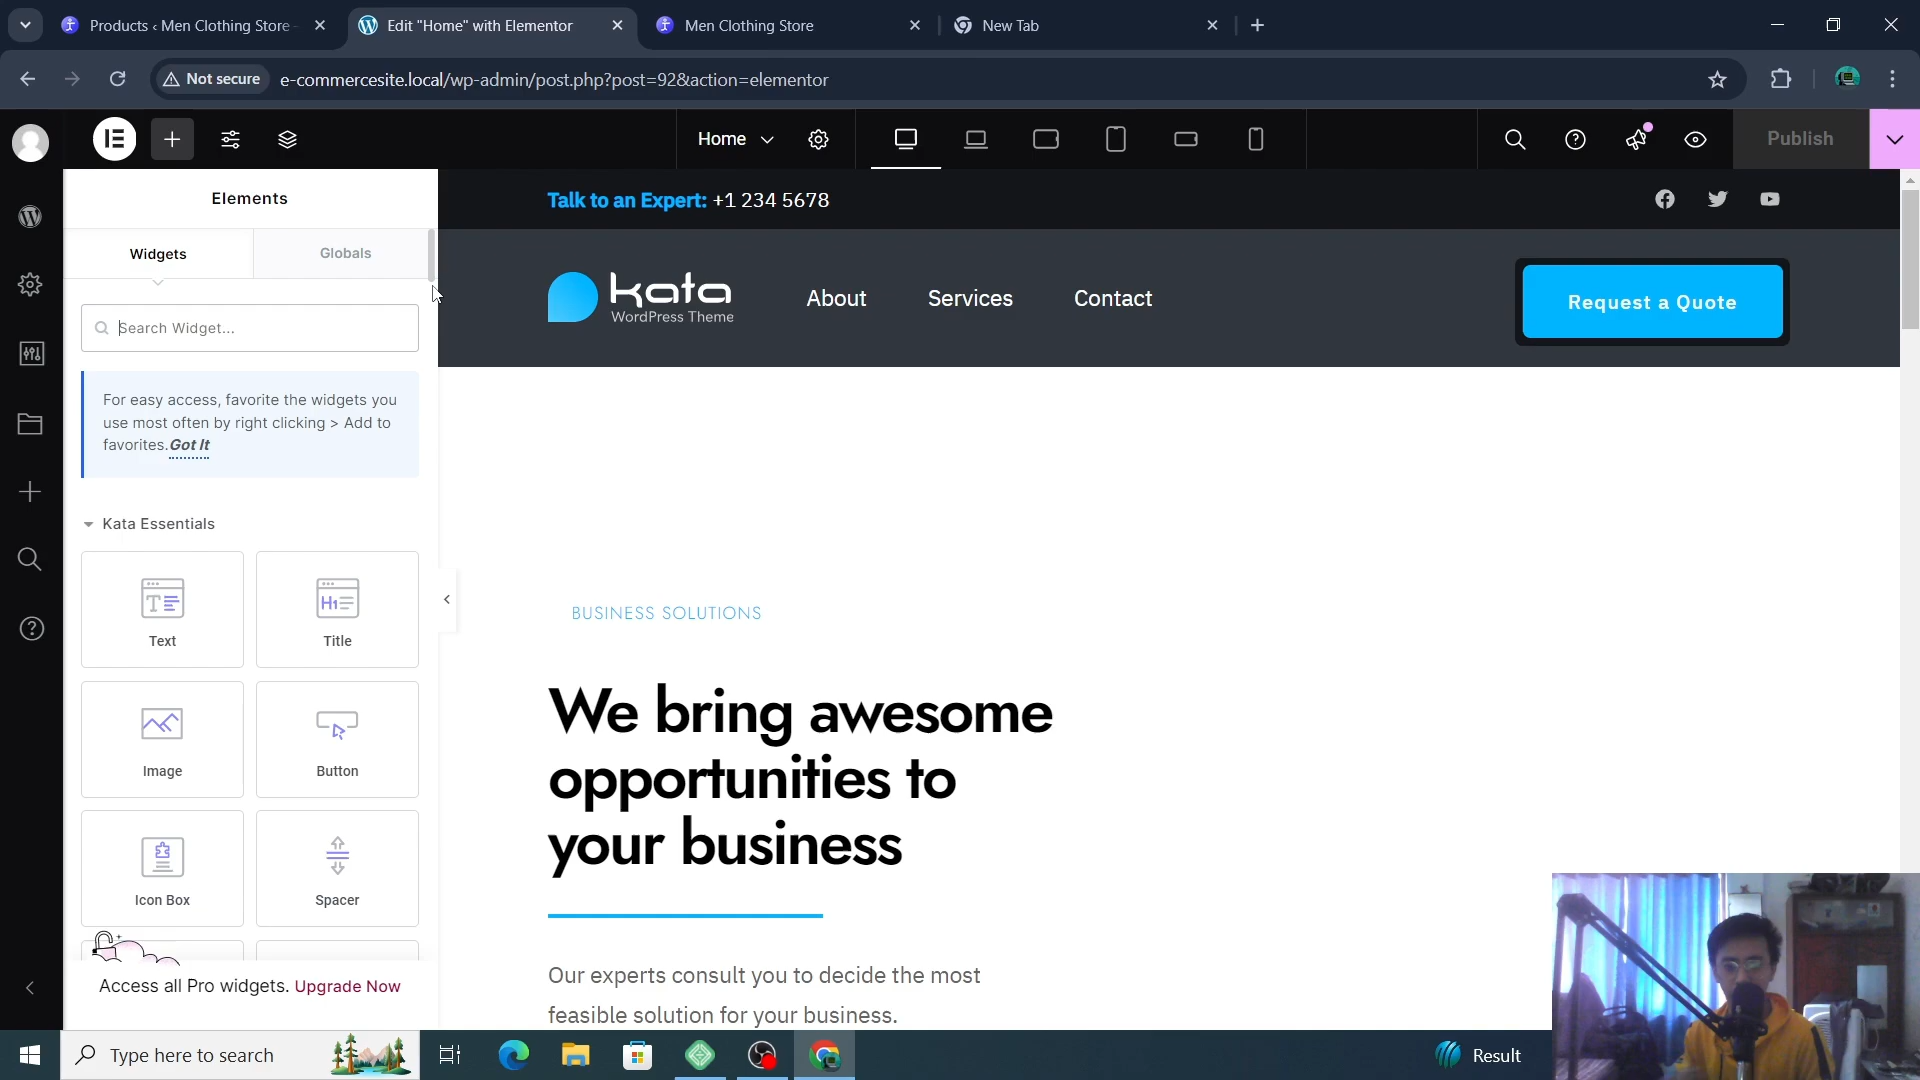 Products ‹ Men Clothing Store -
Edit "Home" with Elementor
Men Clothing Store
New Tab
Not secure
e-commercesite.local/wp-admin/post.php?post=92&action=elementor
Home
Publish
Elements
Widgets
Globals
Search Widget...
For easy access, favorite the widgets you
use most often by right clicking > Add to
favorites. Got It
Kata Essentials
Text
Title
Image
Button
Icon Box
Spacer
Access all Pro widgets. Upgrade Now
Talk to an Expert: +1 234 5678
kata
WordPress Theme
About
Services
Contact
Request a Quote
BUSINESS SOLUTIONS
We bring awesome
opportunities to
your business
Our experts consult you to decide the most
feasible solution for your business.
Type here to search
Result